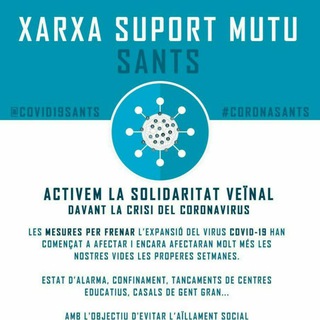 XARXA SUPORT MUTU
SANTS
@COVID19SANTS
#CORONASANTS
ACTIVEM LA SOLIDARITAT VEÏNAL
DAVANT LA CRISI DEL CORONAVIRUS
LES MESURES PER FRENAR L'EXPANSIÓ DEL VIRUS COVID-19 HAN
COMENÇAT A AFECTAR I ENCARA AFECTARAN MOLT MÉS LES
NOSTRES VIDES LES PROPERES SETMANES.
ESTAT D'ALARMA, CONFINAMENT, TANCAMENTS DE CENTRES
EDUCATIUS, CASALS DE GENT GRAN...
AMB L'OBJECTIU D'EVITAR L'AÏLLAMENT SOCIAL